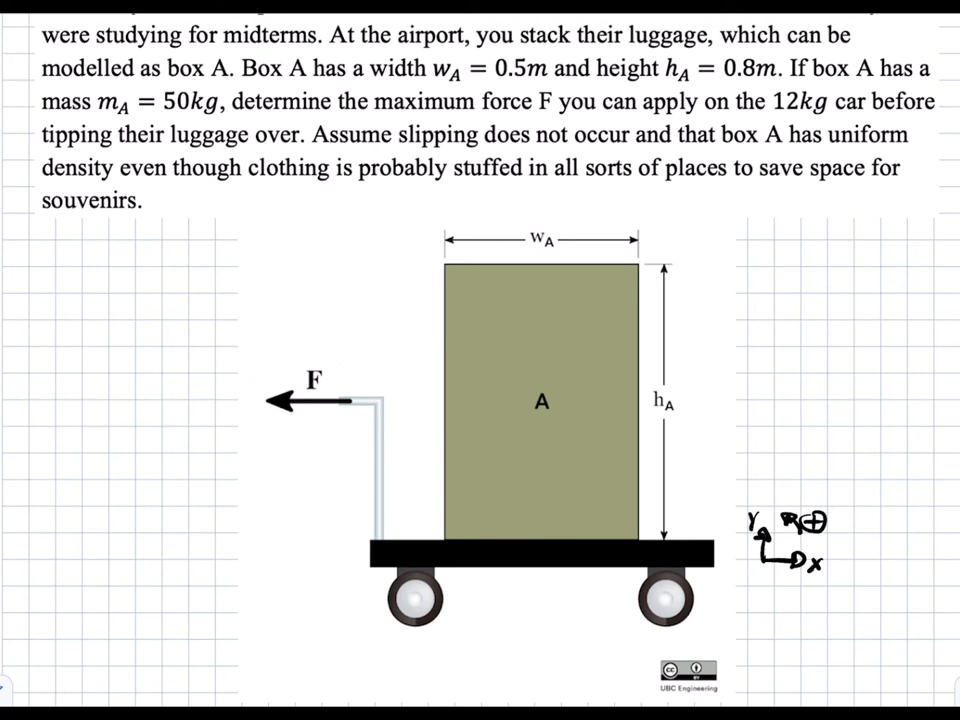 were studying for midterms. At the airport, you stack their luggage, which can be
modelled as box A. Box A has a width w_A = 0.5m and height h_A = 0.8m. If box A has a
mass m_A = 50kg, determine the maximum force F you can apply on the 12kg car before
tipping their luggage over. Assume slipping does not occur and that box A has uniform
density even though clothing is probably stuffed in all sorts of places to save space for
souvenirs.
w_A
F
A
h_A
Y +
X
cc BY
UBC Engineering